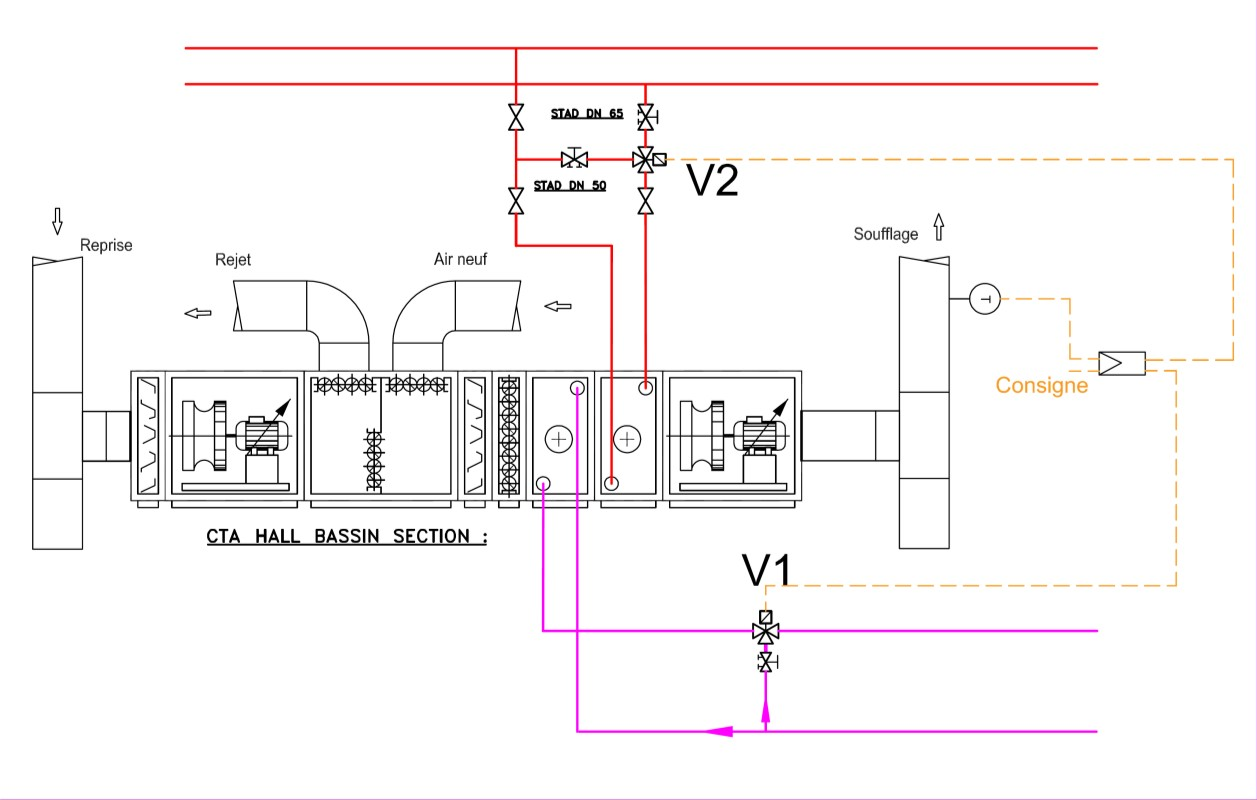 STAD DN 65
V2
STAD DN 50
Reprise
Soufflage
Rejet
Air neuf
T
Consigne
CTA HALL BASSIN SECTION :
V1